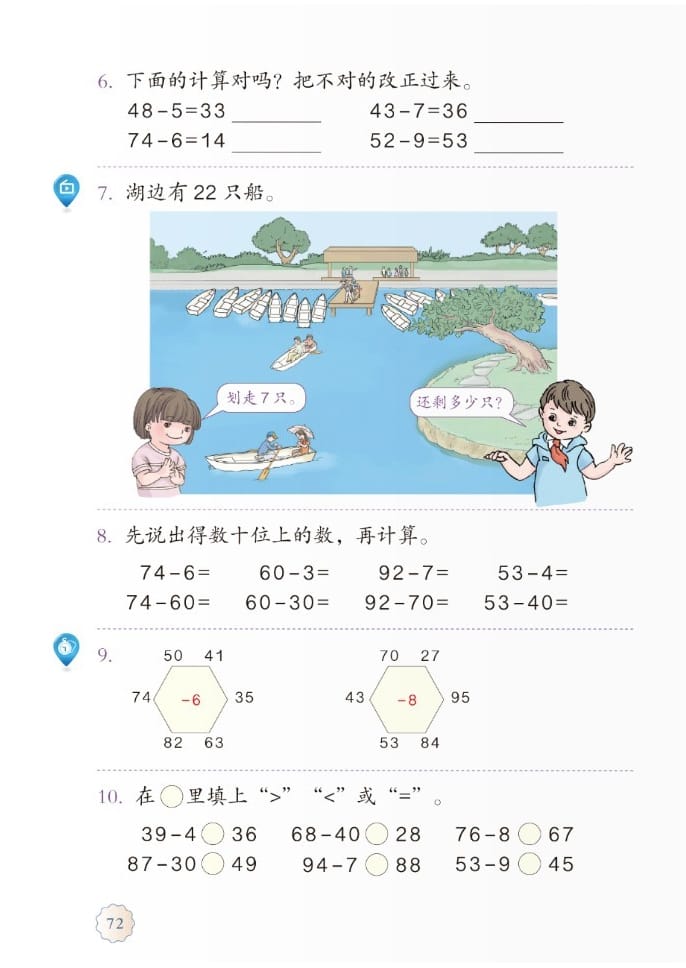 6. 下面的计算对吗？把不对的改正过来。
48-5=33 ________ 43-7=36 ________
74-6=14 ________ 52-9=53 ________
7. 湖边有 22 只船。
划走7只。
还剩多少只？
8. 先说出得数十位上的数，再计算。
74-6= 60-3= 92-7= 53-4=
74-60= 60-30= 92-70= 53-40=
9.
50 41
74 -6 35
82 63
70 27
43 -8 95
53 84
10. 在○里填上“>”“<”或“=”。
39-4○36 68-40○28 76-8○67
87-30○49 94-7○88 53-9○45
72